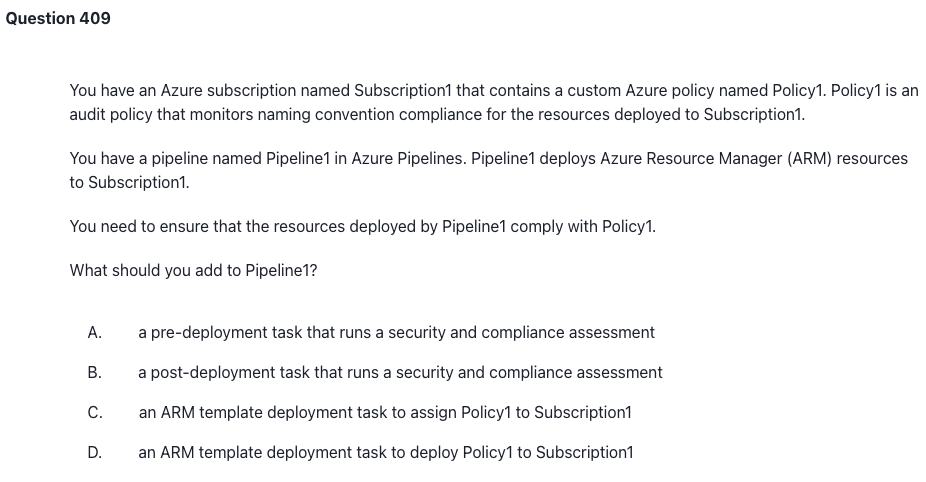 Question 409
You have an Azure subscription named Subscription1 that contains a custom Azure policy named Policy1. Policy1 is an
audit policy that monitors naming convention compliance for the resources deployed to Subscription1.
You have a pipeline named Pipeline1 in Azure Pipelines. Pipeline1 deploys Azure Resource Manager (ARM) resources
to Subscription1.
You need to ensure that the resources deployed by Pipeline1 comply with Policy1.
What should you add to Pipeline1?
A. a pre-deployment task that runs a security and compliance assessment
B. a post-deployment task that runs a security and compliance assessment
C. an ARM template deployment task to assign Policy1 to Subscription1
D. an ARM template deployment task to deploy Policy1 to Subscription1